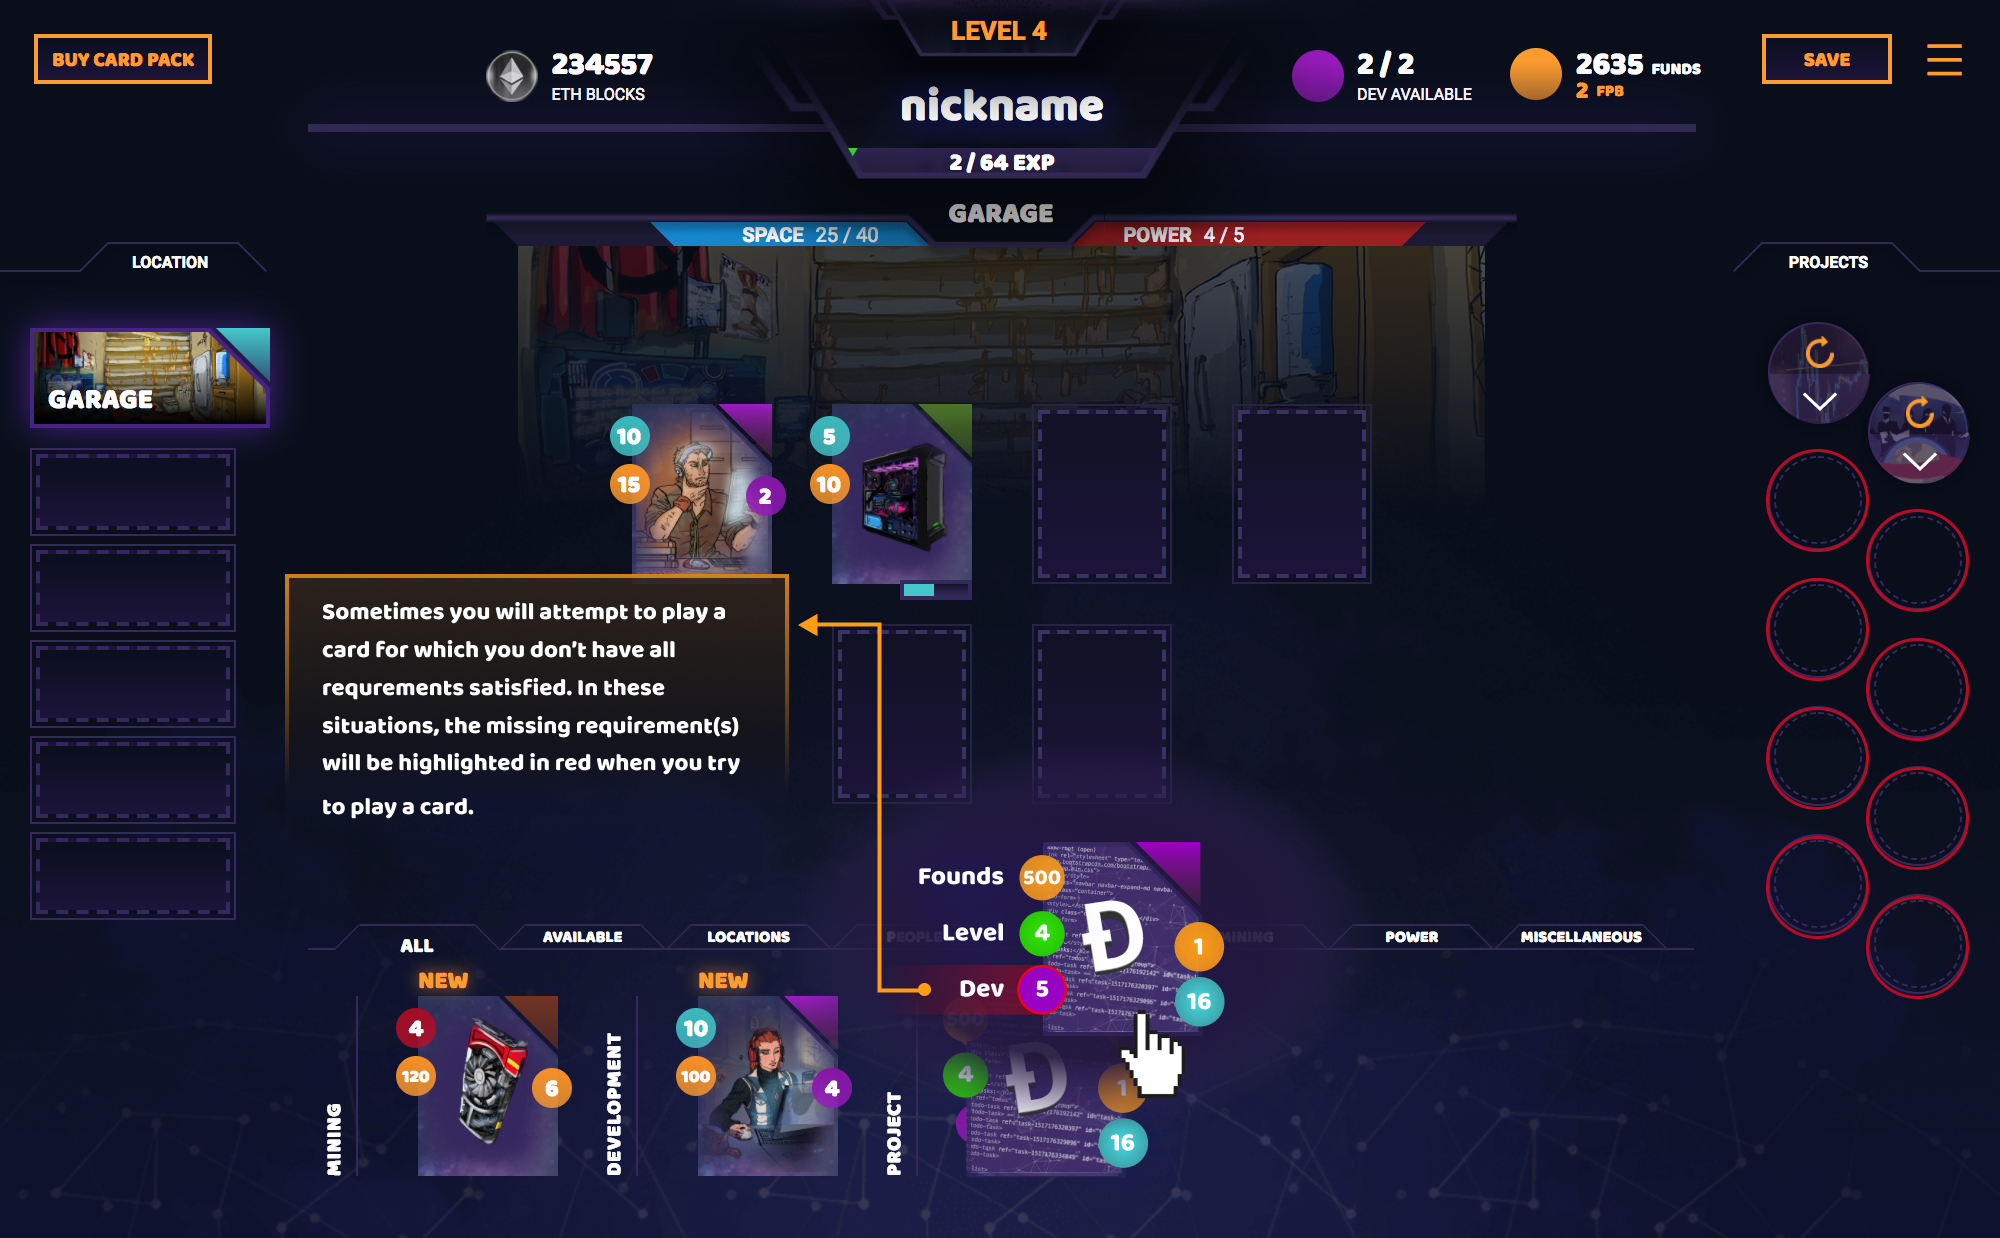 BUY CARD PACK
234557
ETH BLOCKS
LEVEL 4
nickname
2 / 64 EXP
2 / 2
DEV AVAILABLE
2635 FUNDS
2 FPB
SAVE
GARAGE
SPACE 25 / 40
POWER 4 / 5
LOCATION
PROJECTS
GARAGE
10
15
2
5
10
Sometimes you will attempt to play a
card for which you don't have all
requrements satisfied. In these
situations, the missing requirement(s)
will be highlighted in red when you try
to play a card.
Founds 500
Level 4
Dev 5
Ð
1
16
ALL
AVAILABLE
LOCATIONS
PEOPLE
MINING
POWER
MISCELLANEOUS
NEW
NEW
MINING
4
120
6
DEVELOPMENT
10
100
4
PROJECT
500
4
Ð
1
16